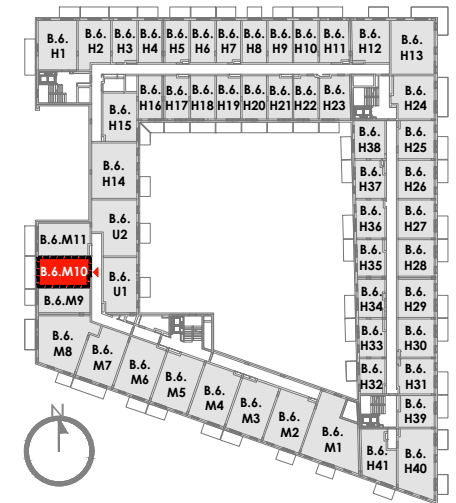 B.6.
H1
B.6.
H2
B.6.
H3
B.6.
H4
B.6.
H5
B.6.
H6
B.6.
H7
B.6.
H8
B.6.
H9
B.6.
H10
B.6.
H11
B.6.
H12
B.6.
H13
B.6.
H16
B.6.
H17
B.6.
H18
B.6.
H19
B.6.
H20
B.6.
H21
B.6.
H22
B.6.
H23
B.6.
H24
B.6.
H15
B.6.
H38
B.6.
H25
B.6.
H14
B.6.
H37
B.6.
H26
B.6.
U2
B.6.
H36
B.6.
H27
B.6.M11
B.6.
H35
B.6.
H28
B.6.M10
B.6.
U1
B.6.M9
B.6.
H34
B.6.
H29
B.6.
M8
B.6.
M7
B.6.
H33
B.6.
H30
B.6.
M6
B.6.
M5
B.6.
H32
B.6.
H31
B.6.
M4
B.6.
M3
B.6.
H39
B.6.
M2
B.6.
M1
B.6.
H41
B.6.
H40
N